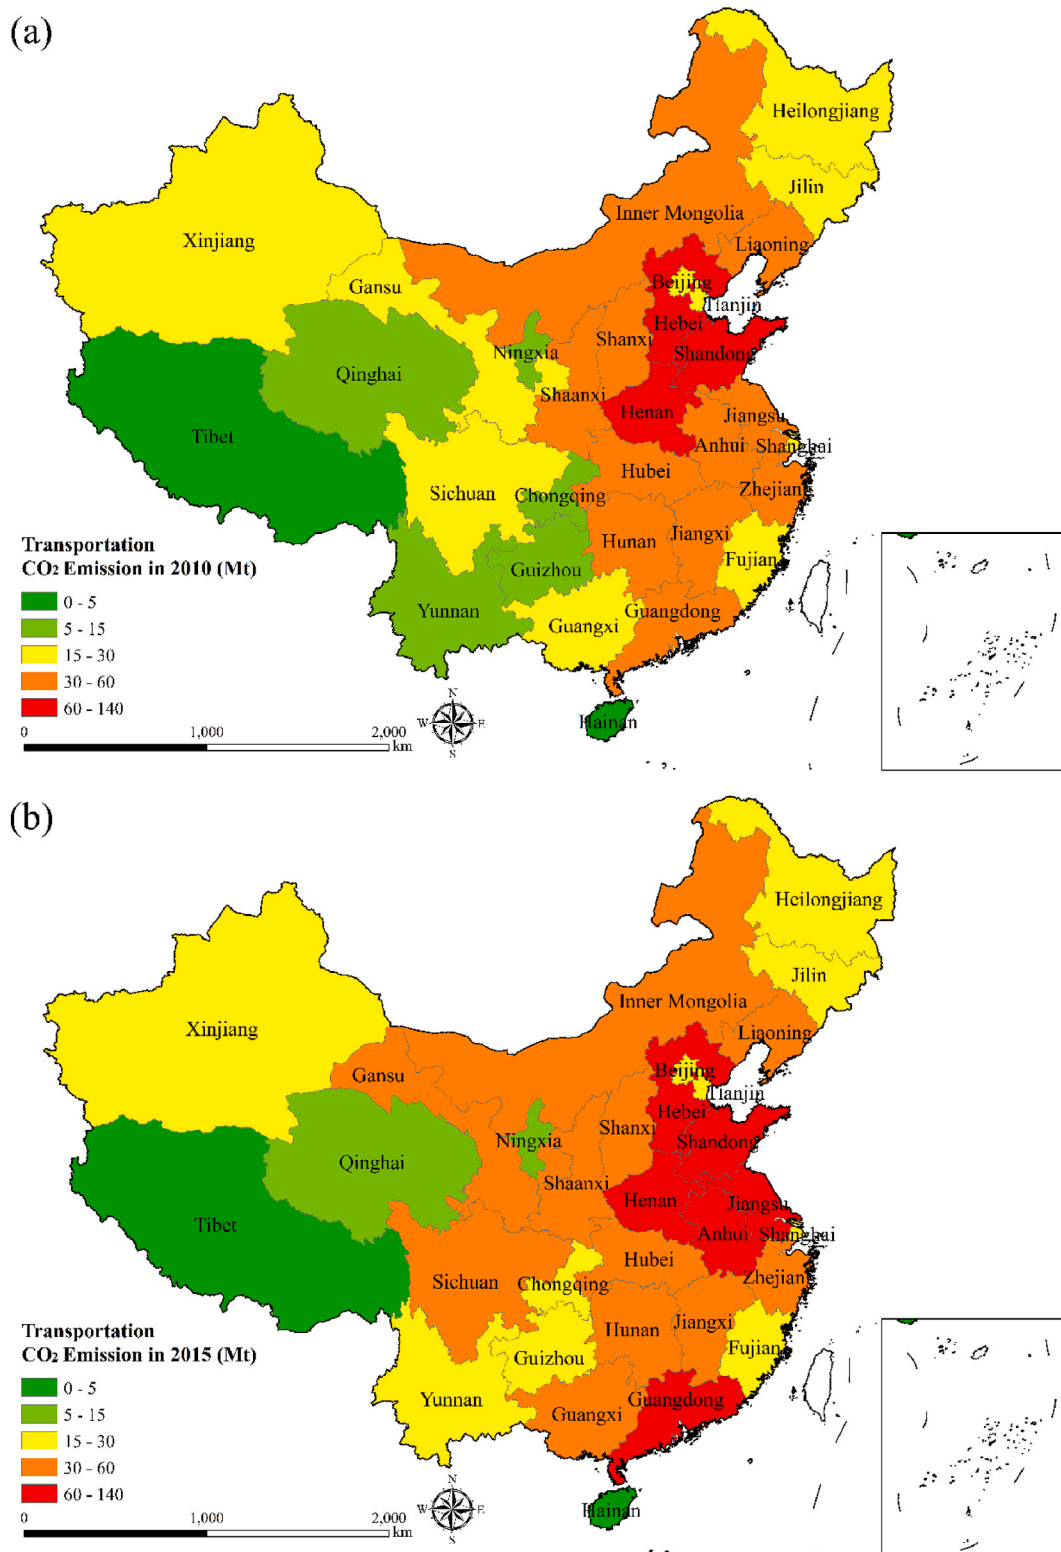 (a)
Heilongjiang
Jilin
Inner Mongolia
Liaoning
Xinjiang
Gansu
Beijing
Tianjin
Hebei
Shanxi
Ningxia
Shandong
Qinghai
Shaanxi
Henan
Jiangsu
Tibet
Anhui
Shanghai
Hubei
Sichuan
Chongqing
Zhejiang
Jiangxi
Hunan
Fujian
Guizhou
Yunnan
Guangdong
Guangxi
Hainan
Transportation
CO₂ Emission in 2010 (Mt)
0 - 5
5 - 15
15 - 30
30 - 60
60 - 140
N
W E
S
0 1,000 2,000
km
(b)
Heilongjiang
Jilin
Inner Mongolia
Liaoning
Xinjiang
Gansu
Beijing
Tianjin
Hebei
Shanxi
Ningxia
Shandong
Qinghai
Shaanxi
Henan
Jiangsu
Tibet
Anhui
Shanghai
Hubei
Sichuan
Chongqing
Zhejiang
Jiangxi
Hunan
Fujian
Guizhou
Yunnan
Guangdong
Guangxi
Hainan
Transportation
CO₂ Emission in 2015 (Mt)
0 - 5
5 - 15
15 - 30
30 - 60
60 - 140
N
W E
S
0 1,000 2,000
km